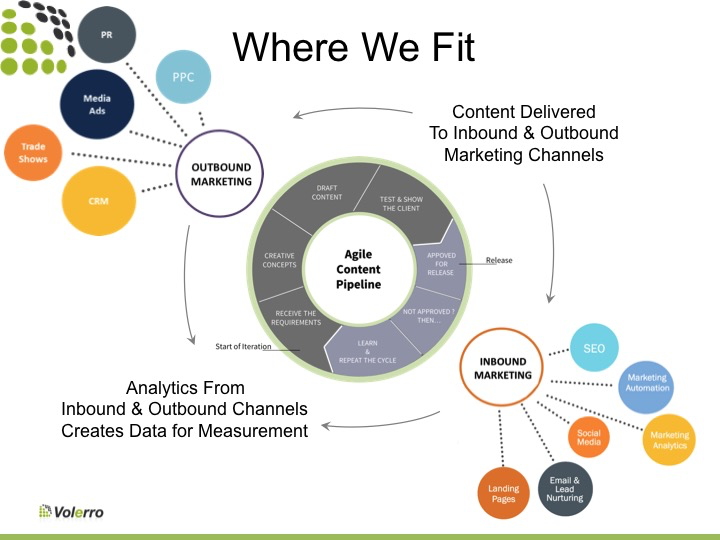 Where We Fit
PR
PPC
Media
Ads
Trade
Shows
CRM
OUTBOUND
MARKETING
Content Delivered
To Inbound & Outbound
Marketing Channels
DRAFT
CONTENT
TEST & SHOW
THE CLIENT
CREATIVE
CONCEPTS
Agile
Content
Pipeline
APPOVED
FOR
RELEASE
Release
RECEIVE THE
REQUIREMENTS
NOT APPROVED ?
THEN...
LEARN
&
REPEAT THE CYCLE
Start of Iteration
INBOUND
MARKETING
SEO
Marketing
Automation
Social
Media
Marketing
Analytics
Landing
Pages
Email &
Lead
Nurturing
Analytics From
Inbound & Outbound Channels
Creates Data for Measurement
Volerro